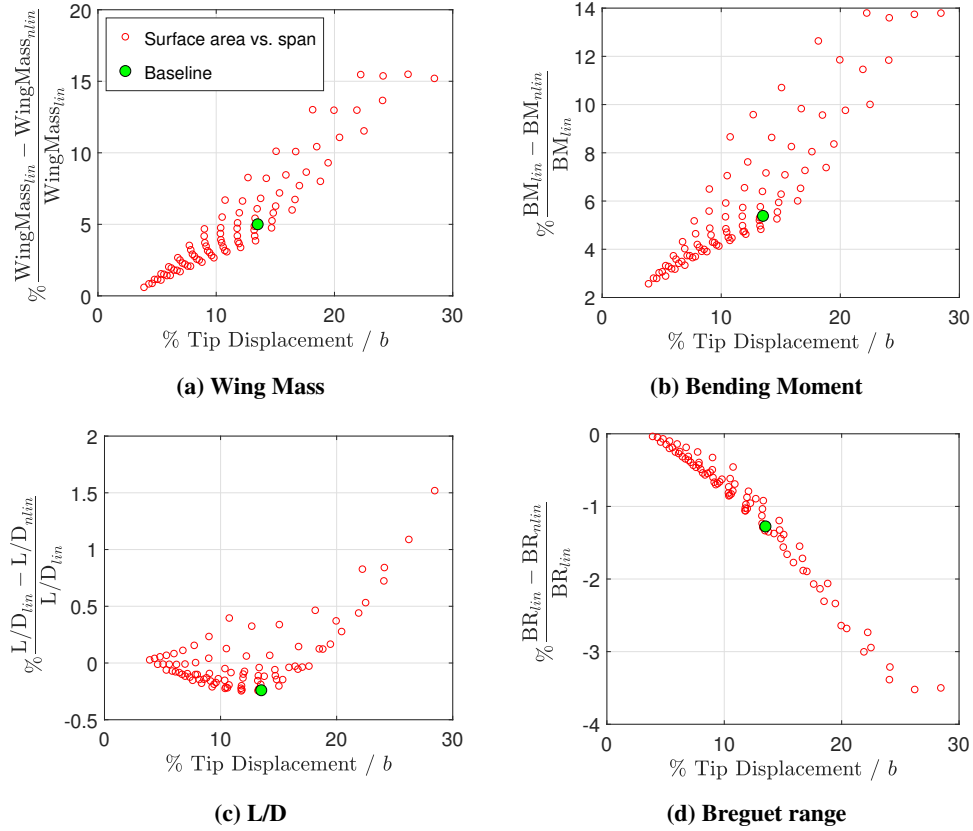 % WingMass_lin − WingMass_nlin
WingMass_lin
20
15
10
5
0
0
10
20
30
Surface area vs. span
Baseline
% Tip Displacement / b
(a) Wing Mass
% BM_lin − BM_nlin
BM_lin
14
12
10
8
6
4
2
0
10
20
30
% Tip Displacement / b
(b) Bending Moment
% L/D_lin − L/D_nlin
L/D_lin
2
1.5
1
0.5
0
-0.5
0
10
20
30
% Tip Displacement / b
(c) L/D
% BR_lin − BR_nlin
BR_lin
0
-1
-2
-3
-4
0
10
20
30
% Tip Displacement / b
(d) Breguet range